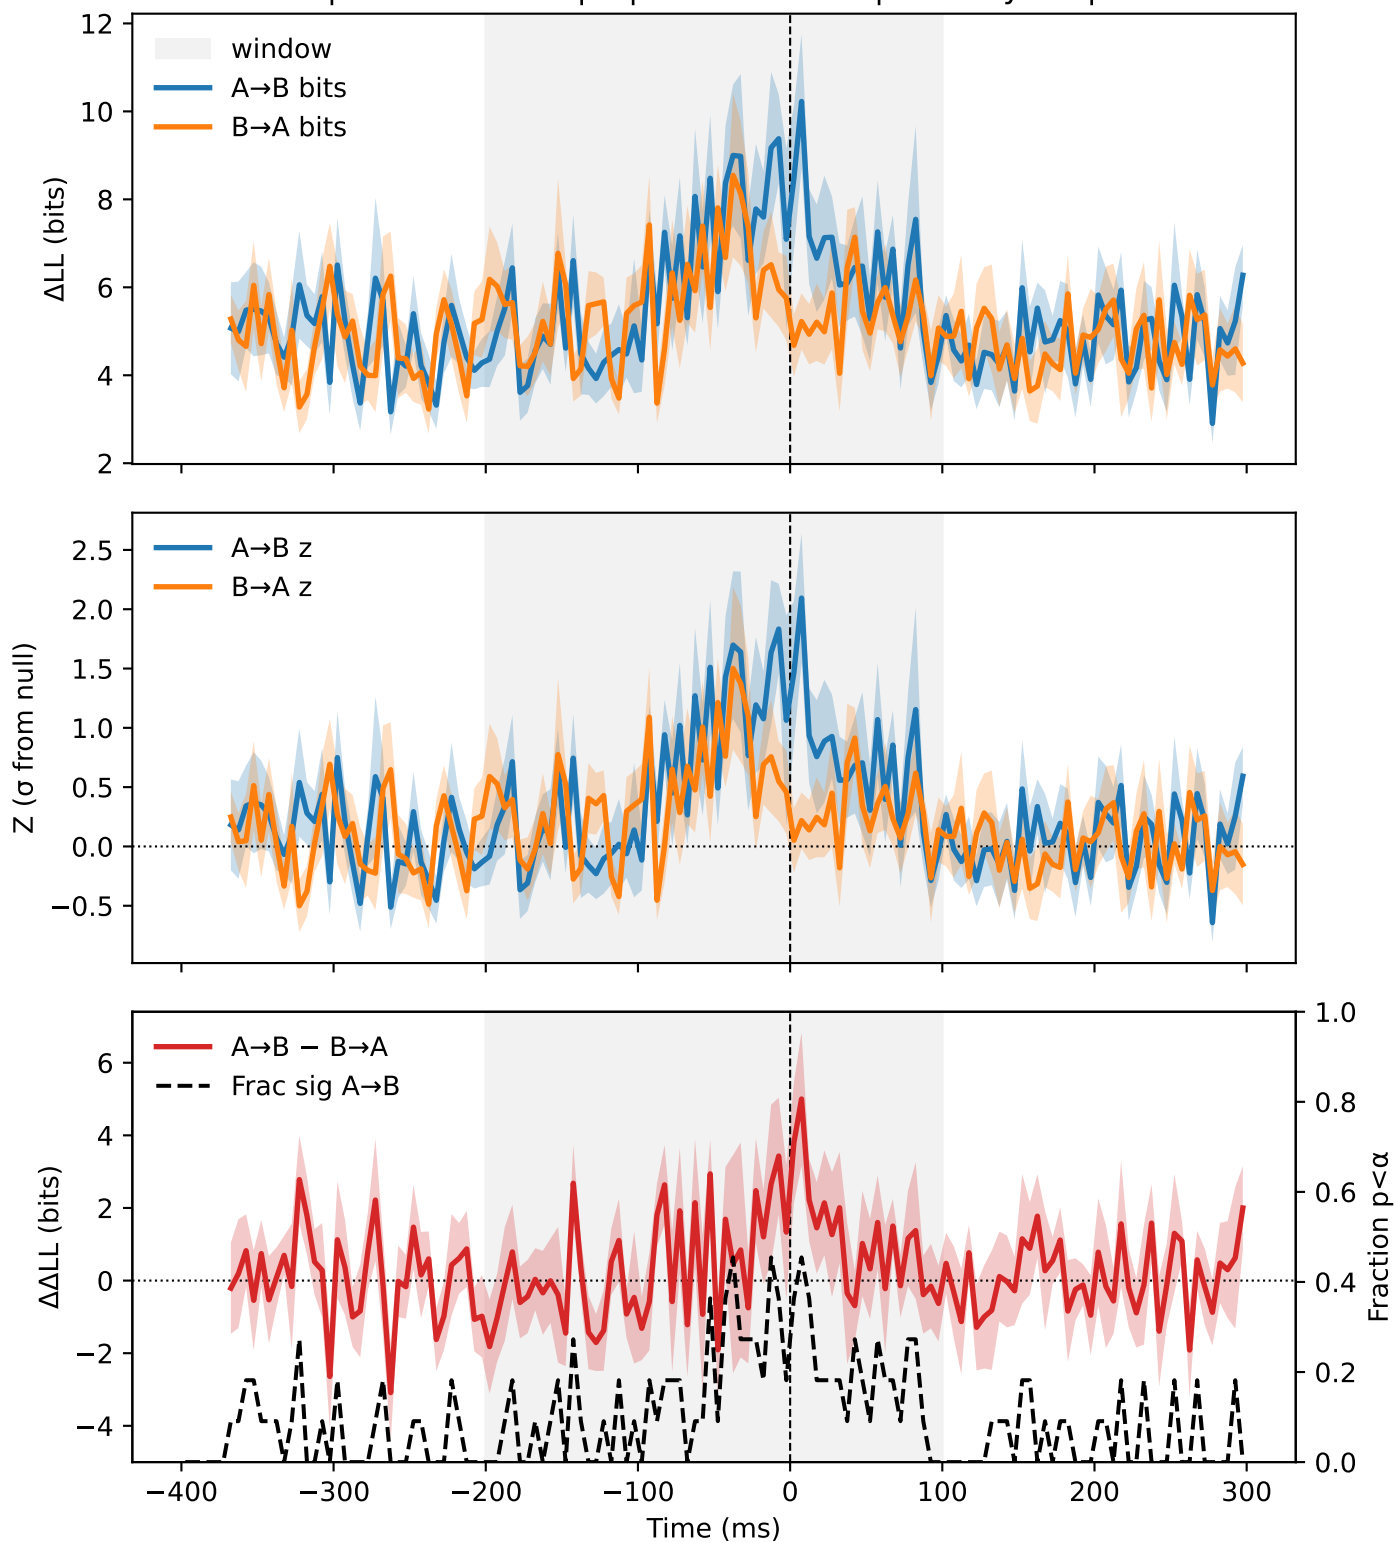 12
10
8
6
4
2
ΔLL (bits)
window
A→B bits
B→A bits
2.5
2.0
1.5
1.0
0.5
0.0
−0.5
Z (σ from null)
A→B z
B→A z
6
4
2
0
−2
−4
ΔΔLL (bits)
A→B − B→A
Frac sig A→B
1.0
0.8
0.6
0.4
0.2
0.0
Fraction p<α
−400 −300 −200 −100 0 100 200 300
Time (ms)